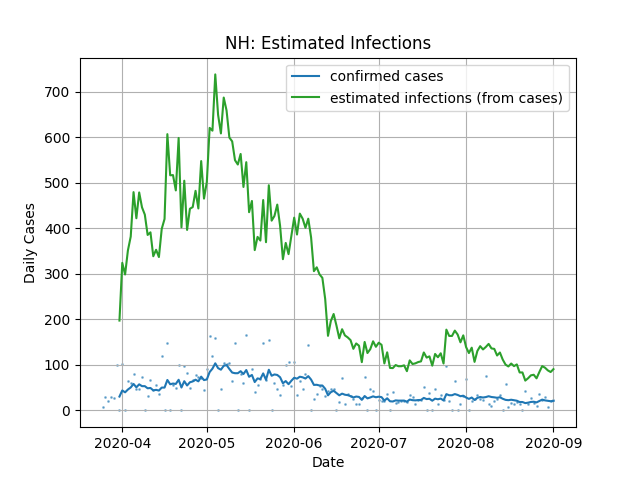 NH: Estimated Infections
confirmed cases
estimated infections (from cases)
Daily Cases
700
600
500
400
300
200
100
0
2020-04 2020-05 2020-06 2020-07 2020-08 2020-09
Date